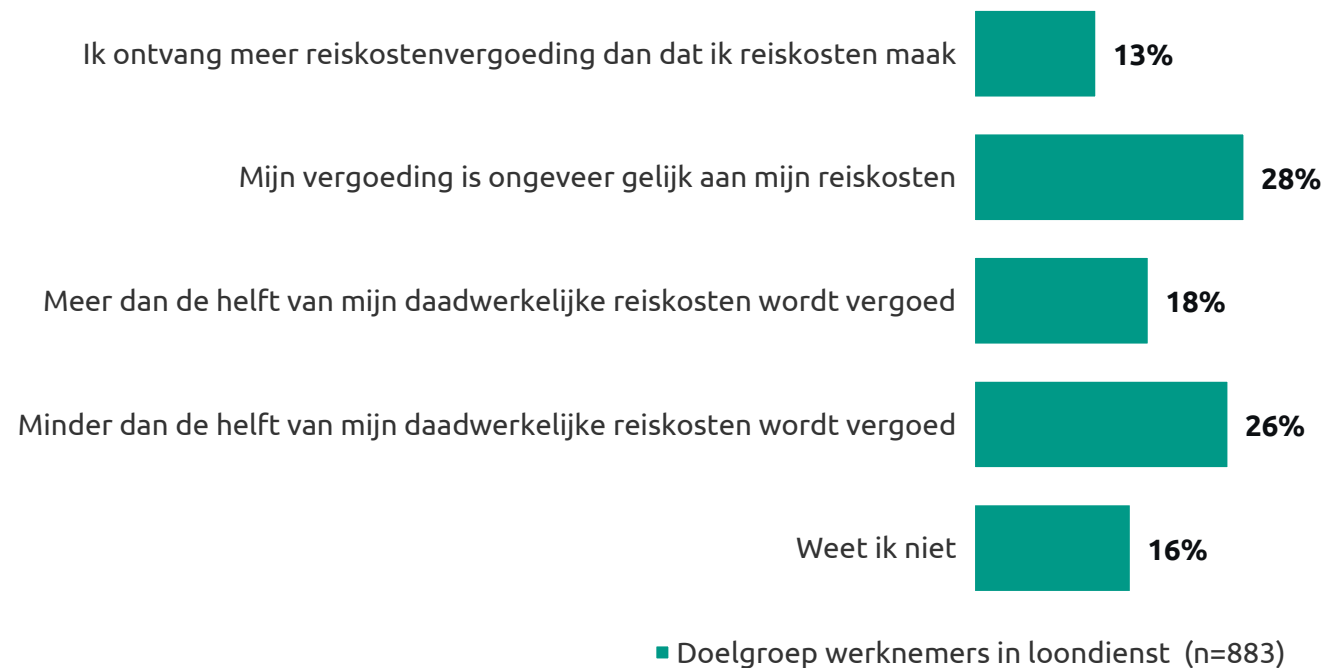 Ik ontvang meer reiskostenvergoeding dan dat ik reiskosten maak 13%
Mijn vergoeding is ongeveer gelijk aan mijn reiskosten 28%
Meer dan de helft van mijn daadwerkelijke reiskosten wordt vergoed 18%
Minder dan de helft van mijn daadwerkelijke reiskosten wordt vergoed 26%
Weet ik niet 16%
Doelgroep werknemers in loondienst (n=883)